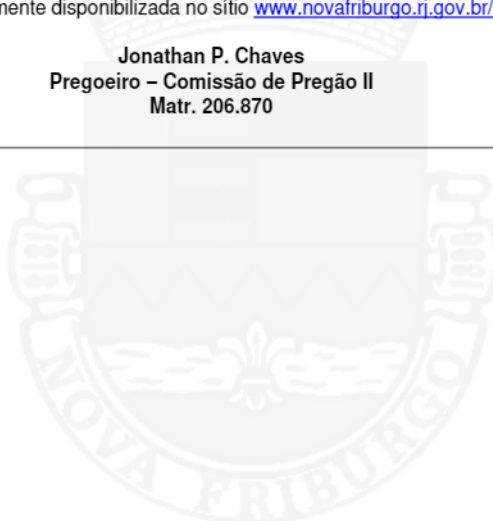 mente disponibilizada no sítio www.novafriburgo.rj.gov.br/
Jonathan P. Chaves
Pregoeiro – Comissão de Pregão II
Matr. 206.870
NOVA FRIBURGO